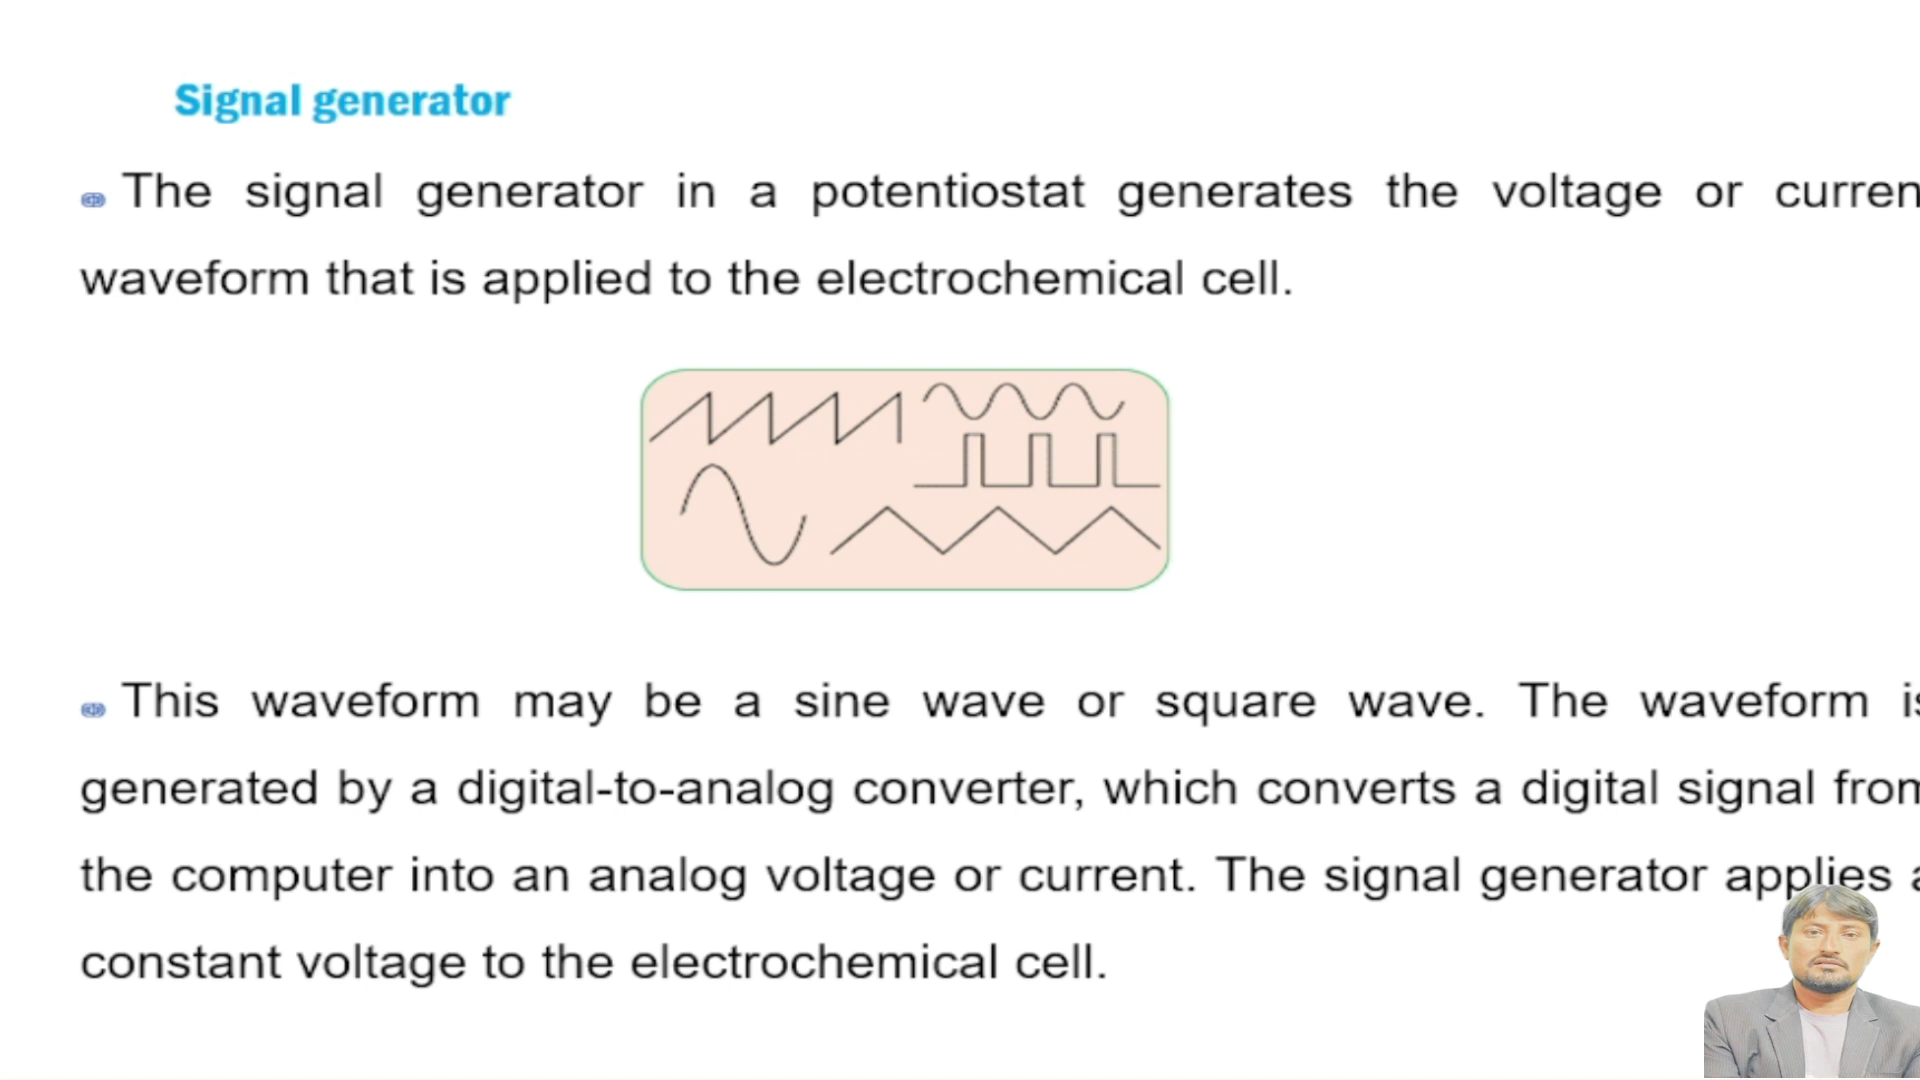 Signal generator
The signal generator in a potentiostat generates the voltage or curren
waveform that is applied to the electrochemical cell.
This waveform may be a sine wave or square wave. The waveform is
generated by a digital-to-analog converter, which converts a digital signal from
the computer into an analog voltage or current. The signal generator applies a
constant voltage to the electrochemical cell.